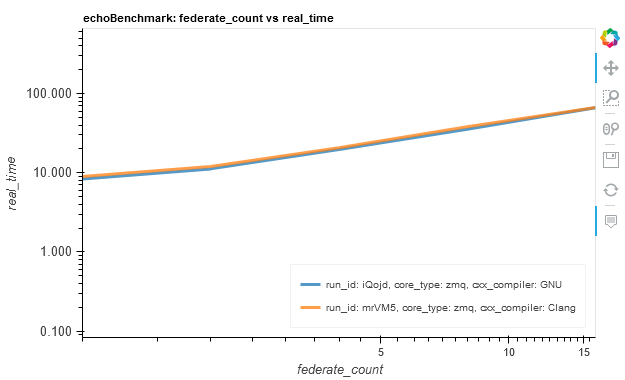 echoBenchmark: federate_count vs real_time
real_time
100.000
10.000
1.000
0.100
run_id: iQojd, core_type: zmq, cxx_compiler: GNU
run_id: mrVM5, core_type: zmq, cxx_compiler: Clang
5
10
15
federate_count